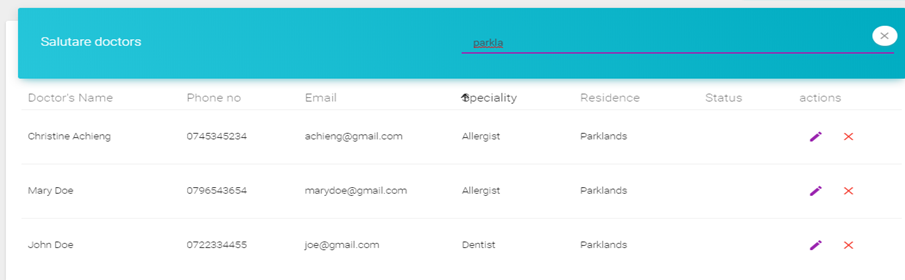 Salutare doctors
parkla
Doctor's Name Phone no Email Speciality Residence Status actions
Christine Achieng 0745345234 achieng@gmail.com Allergist Parklands
Mary Doe 0796543654 marydoe@gmail.com Allergist Parklands
John Doe 0722334455 joe@gmail.com Dentist Parklands